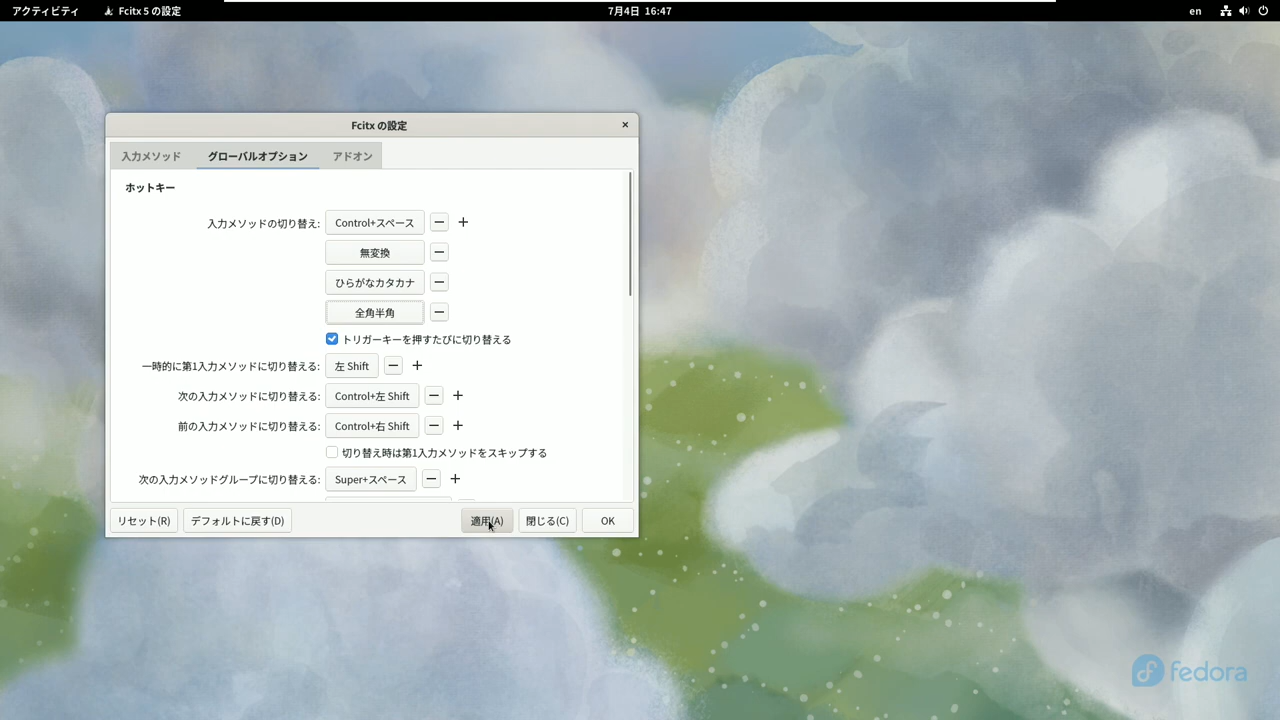 アクティビティ Fcitx 5 の設定 7月4日 16:47 en
Fcitx の設定 ×
入力メソッド グローバルオプション アドオン
ホットキー
入力メソッドの切り替え: Control+スペース − +
無変換 −
ひらがなカタカナ −
全角半角 −
トリガーキーを押すたびに切り替える
一時的に第1入力メソッドに切り替える: 左 Shift − +
次の入力メソッドに切り替える: Control+左 Shift − +
前の入力メソッドに切り替える: Control+右 Shift − +
切り替え時は第1入力メソッドをスキップする
次の入力メソッドグループに切り替える: Super+スペース − +
リセット(R) デフォルトに戻す(D) 適用(A) 閉じる(C) OK
fedora